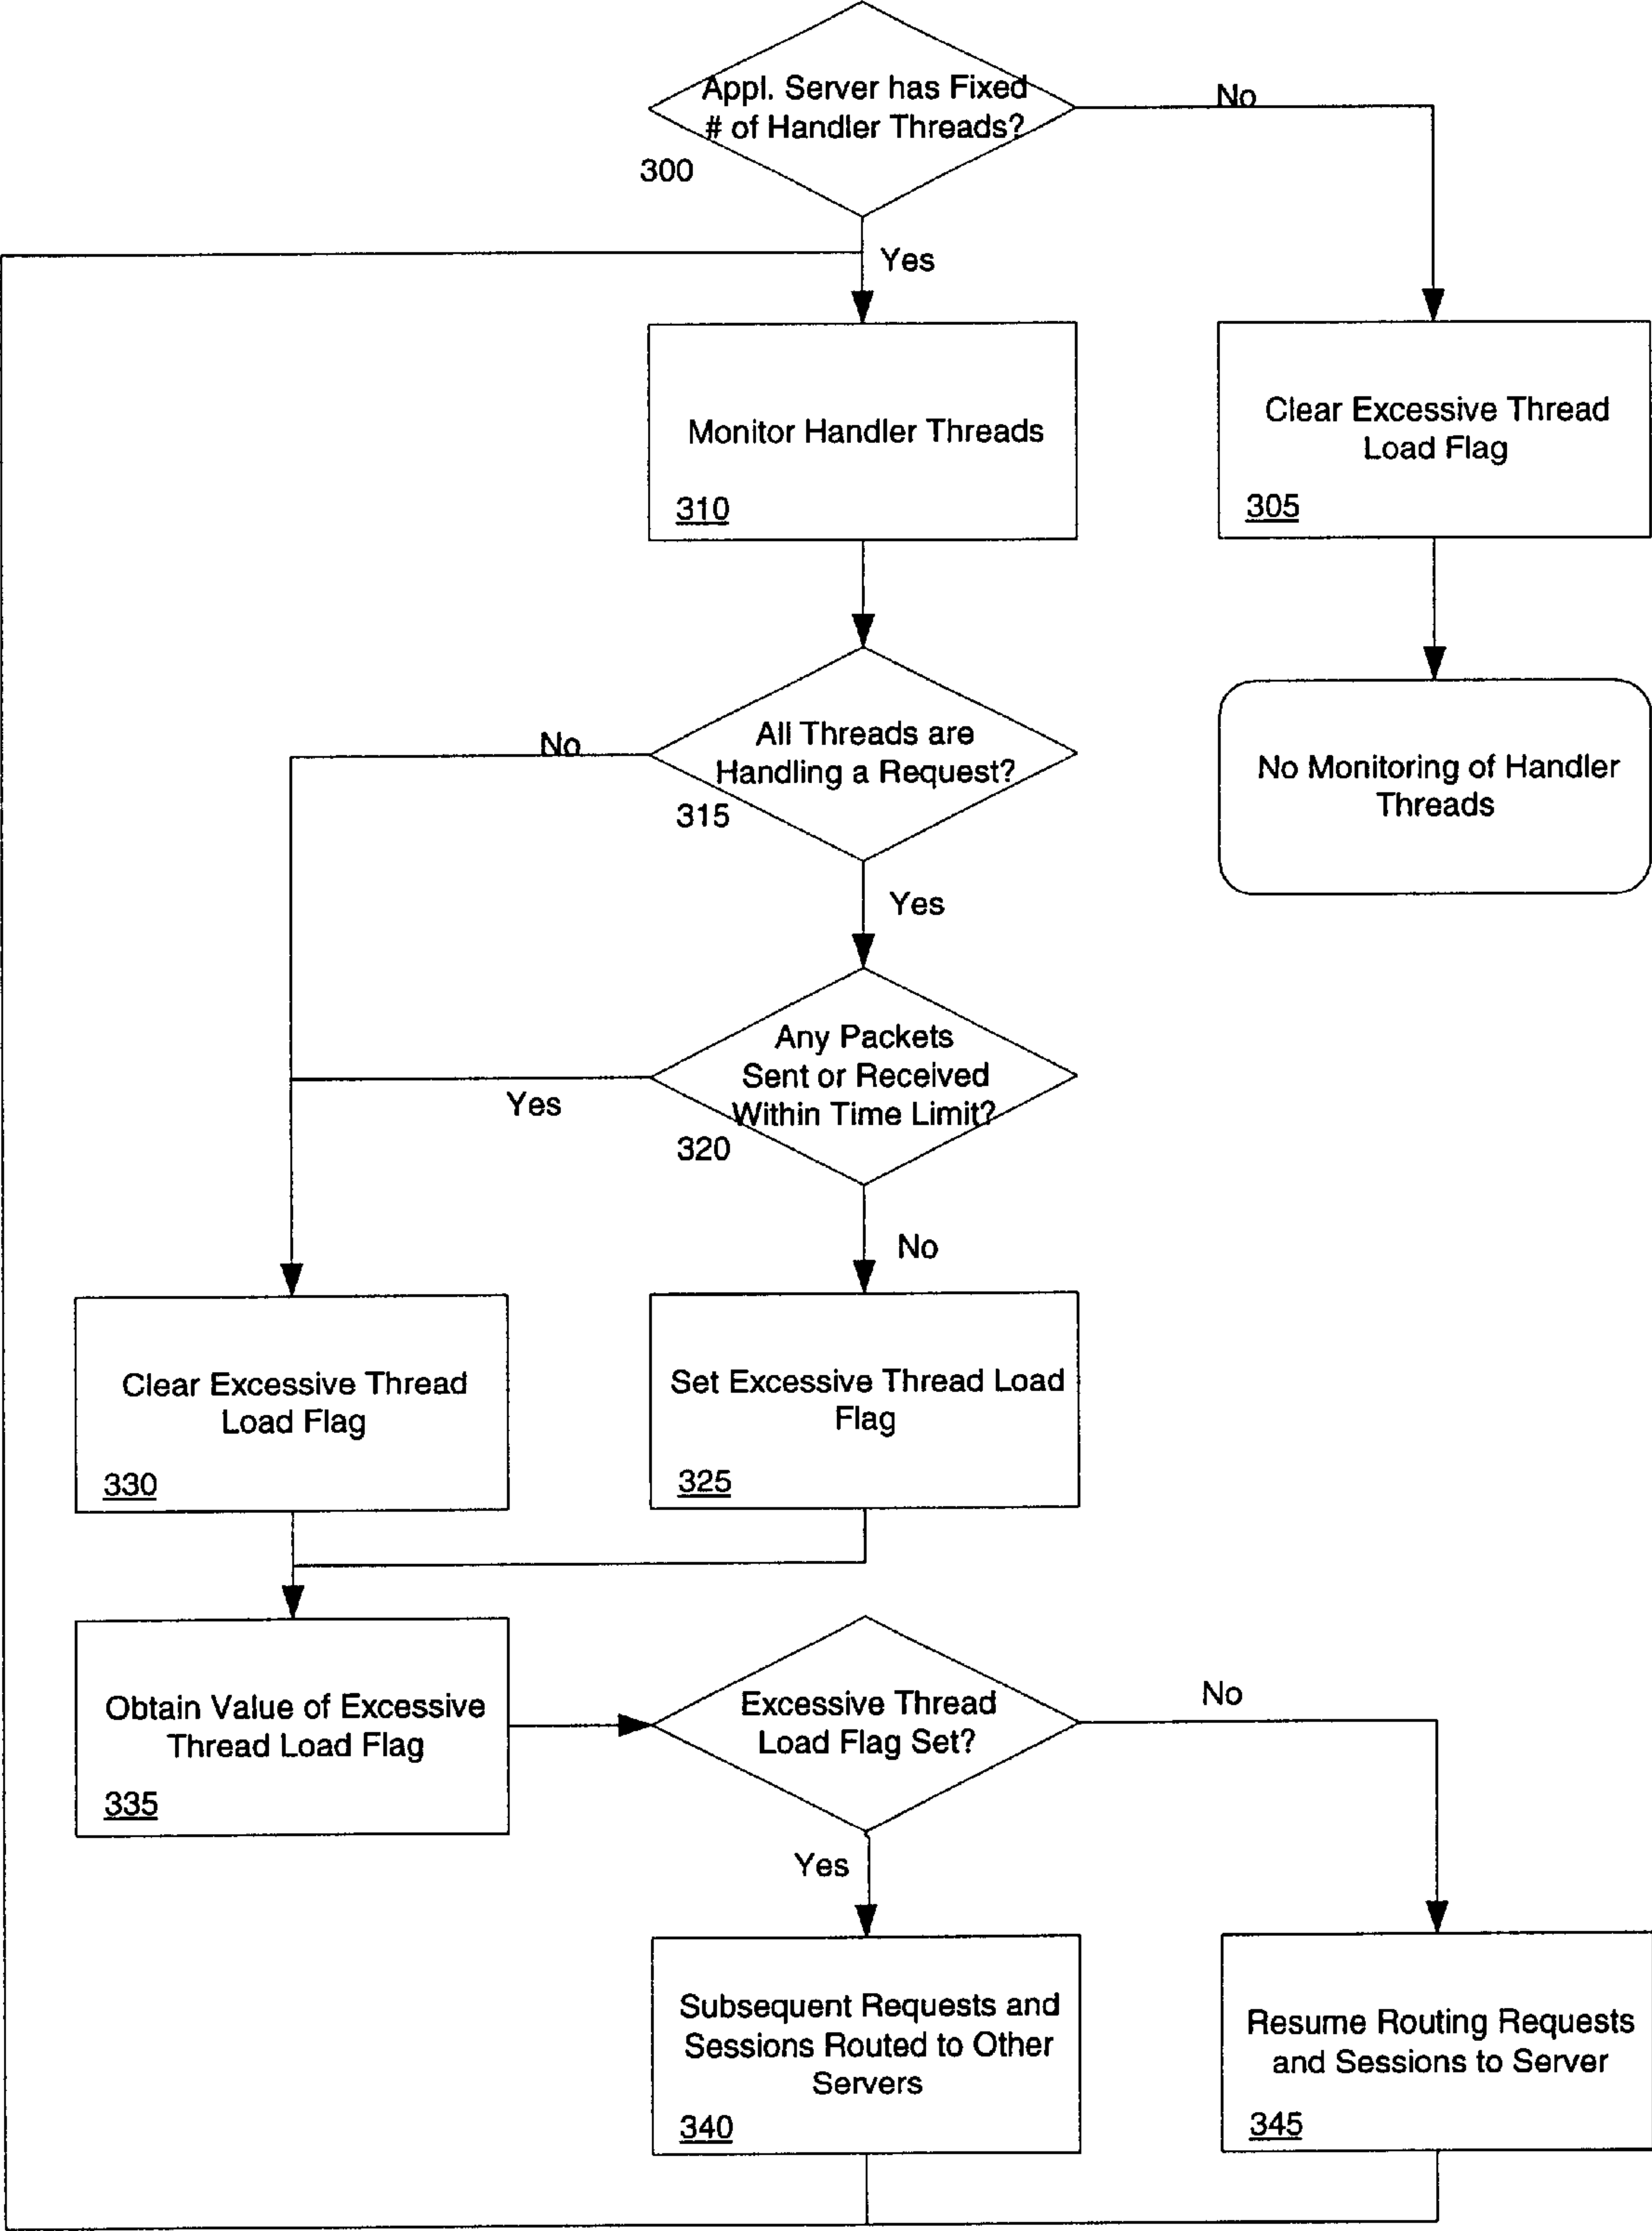 Appl. Server has Fixed
# of Handler Threads?
300
No
Yes
Monitor Handler Threads
310
Clear Excessive Thread
Load Flag
305
No
All Threads are
Handling a Request?
315
No Monitoring of Handler
Threads
Yes
Any Packets
Sent or Received
Within Time Limit?
320
Yes
No
Clear Excessive Thread
Load Flag
330
Set Excessive Thread Load
Flag
325
Obtain Value of Excessive
Thread Load Flag
335
Excessive Thread
Load Flag Set?
No
Yes
Subsequent Requests and
Sessions Routed to Other
Servers
340
Resume Routing Requests
and Sessions to Server
345